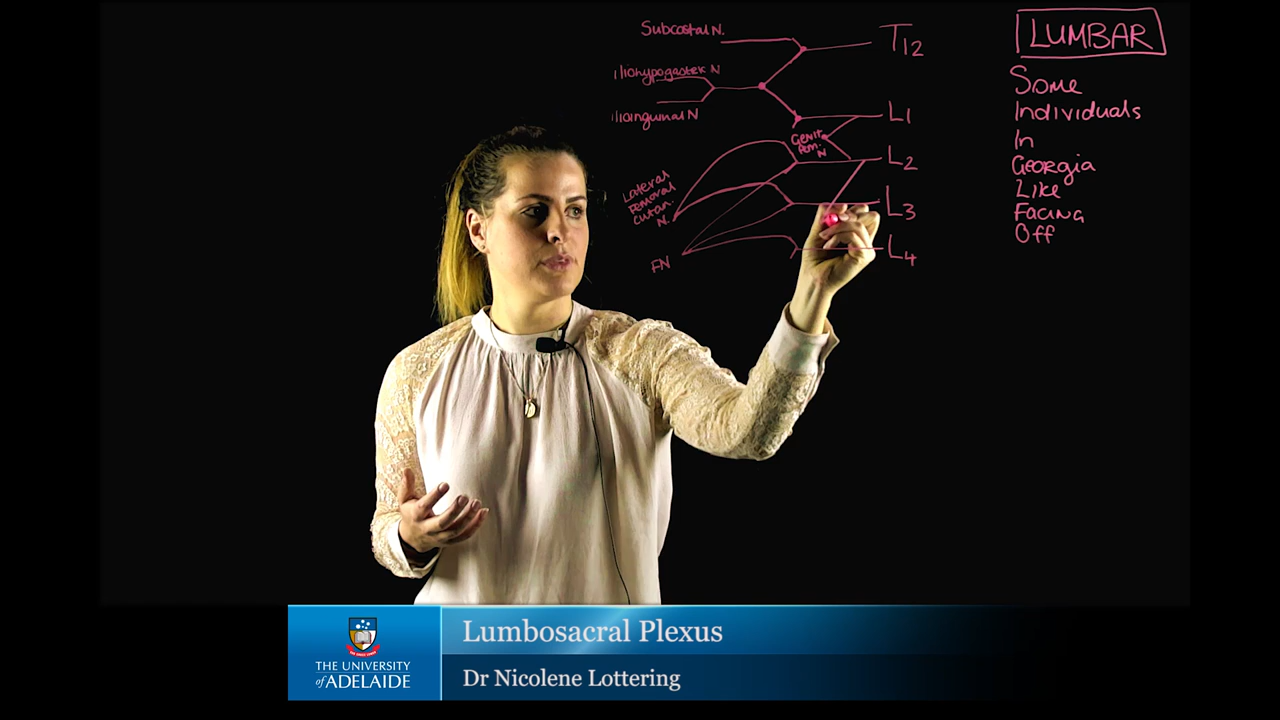 Subcostal N.
T12
Iliohypogastric N
Ilioinguinal N
L1
Genit.
Fem.
N
L2
Lateral
Femoral
Cutan.
N.
L3
FN
L4
LUMBAR
Some
Individuals
In
Georgia
Like
Facing
Off
THE UNIVERSITY
of ADELAIDE
Lumbosacral Plexus
Dr Nicolene Lottering